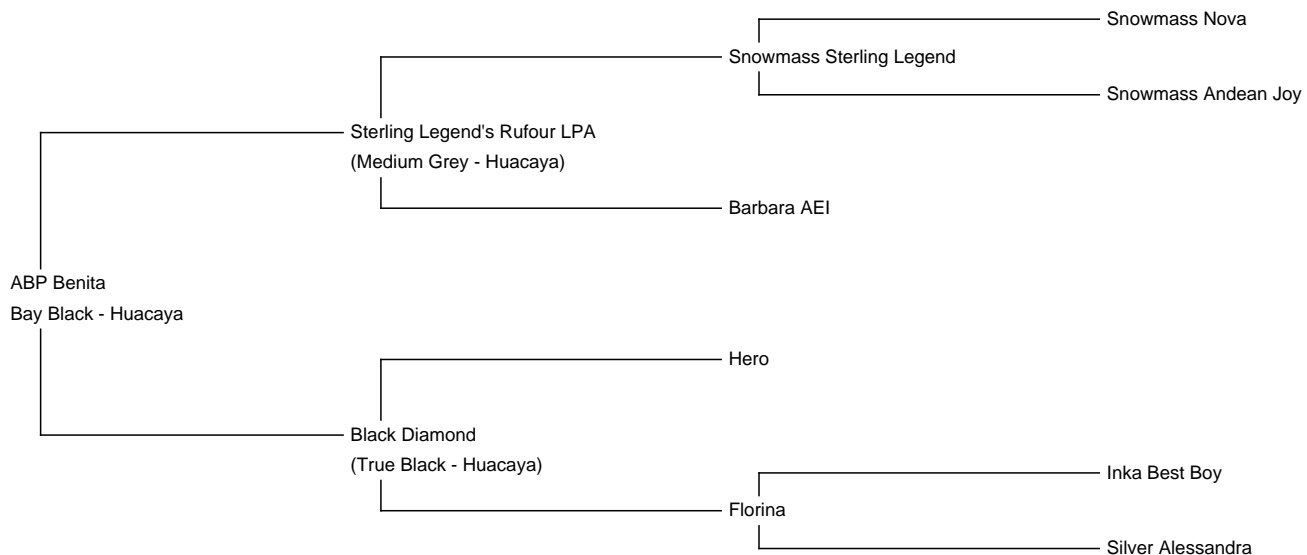 Snowmass Nova
Snowmass Sterling Legend
Snowmass Andean Joy
Sterling Legend's Rufour LPA
(Medium Grey - Huacaya)
Barbara AEI
ABP Benita
Bay Black - Huacaya
Hero
Black Diamond
(True Black - Huacaya)
Inka Best Boy
Florina
Silver Alessandra